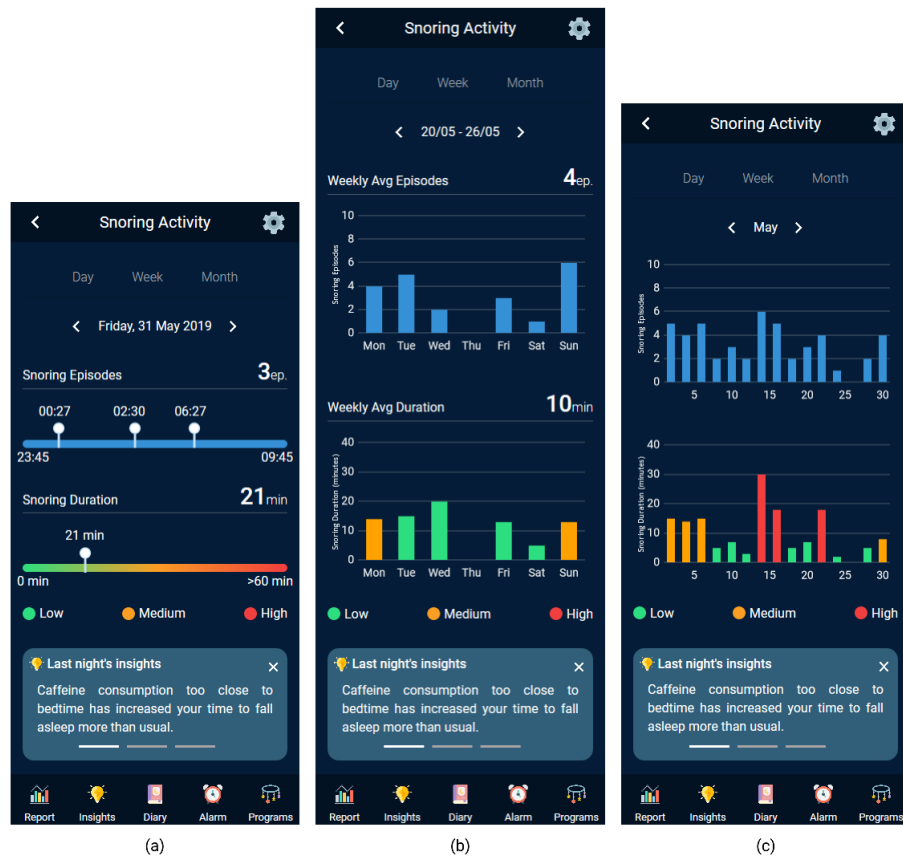 Snoring Activity
Day Week Month
Friday, 31 May 2019
Snoring Episodes 3ep.
00:27 02:30 06:27
23:45 09:45
Snoring Duration 21min
21 min
0 min >60 min
Low Medium High
Last night's insights
Caffeine consumption too close to
bedtime has increased your time to fall
asleep more than usual.
Report Insights Diary Alarm Programs
(a)
Snoring Activity
Day Week Month
20/05 - 26/05
Weekly Avg Episodes 4ep.
Snoring Episodes
10
8
6
4
2
0
Mon Tue Wed Thu Fri Sat Sun
Weekly Avg Duration 10min
Snoring Duration (minutes)
40
30
20
10
0
Mon Tue Wed Thu Fri Sat Sun
Low Medium High
Last night's insights
Caffeine consumption too close to
bedtime has increased your time to fall
asleep more than usual.
Report Insights Diary Alarm Programs
(b)
Snoring Activity
Day Week Month
May
Snoring Episodes
10
8
6
4
2
0
5 10 15 20 25 30
Snoring Duration (minutes)
40
30
20
10
0
5 10 15 20 25 30
Low Medium High
Last night's insights
Caffeine consumption too close to
bedtime has increased your time to fall
asleep more than usual.
Report Insights Diary Alarm Programs
(c)